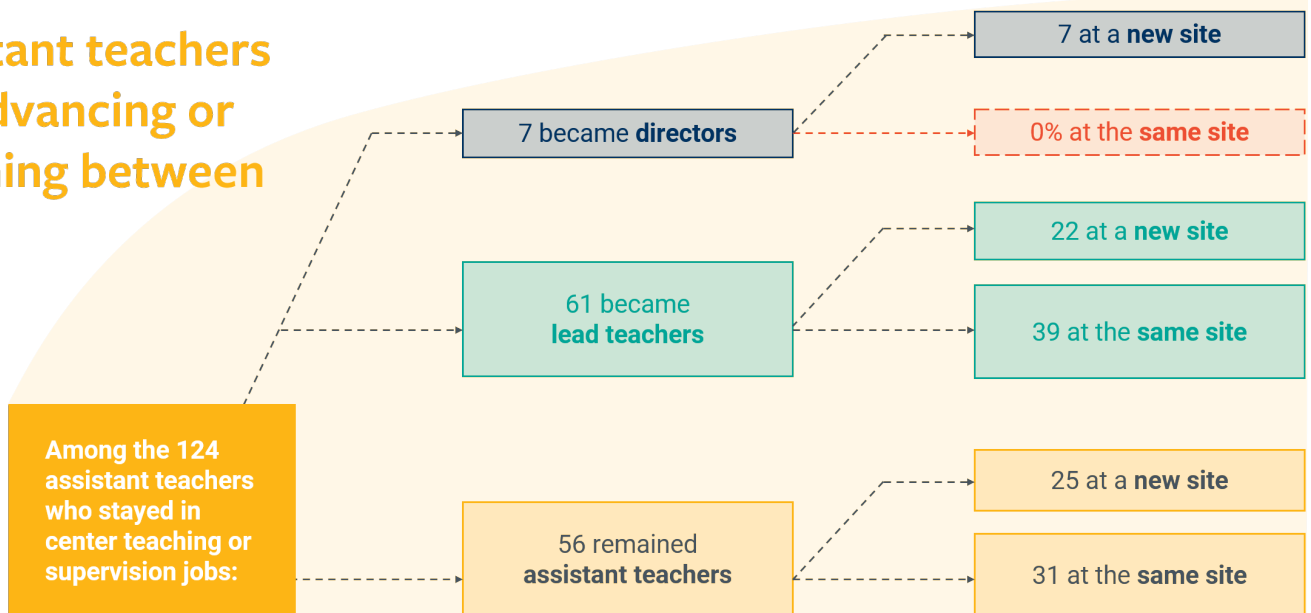 teachers
or
between
7 at a new site
7 became directors
0% at the same site
22 at a new site
61 became
lead teachers
39 at the same site
Among the 124
assistant teachers
who stayed in
center teaching or
supervision jobs:
25 at a new site
56 remained
assistant teachers
31 at the same site